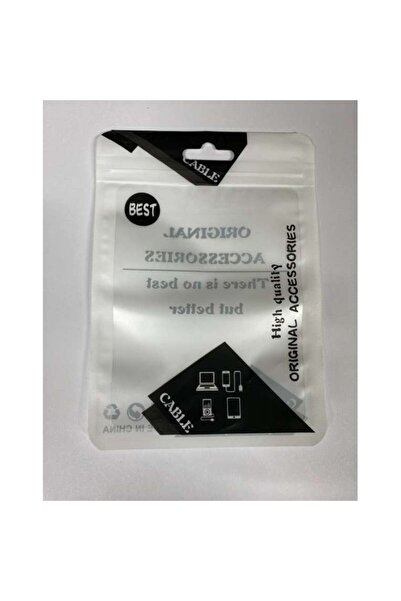 CABLE
BEST
ORIGINAL
ACCESSORIES
There is no best
but better
High quality
ORIGINAL ACCESSORIES
CABLE
E IN CHINA